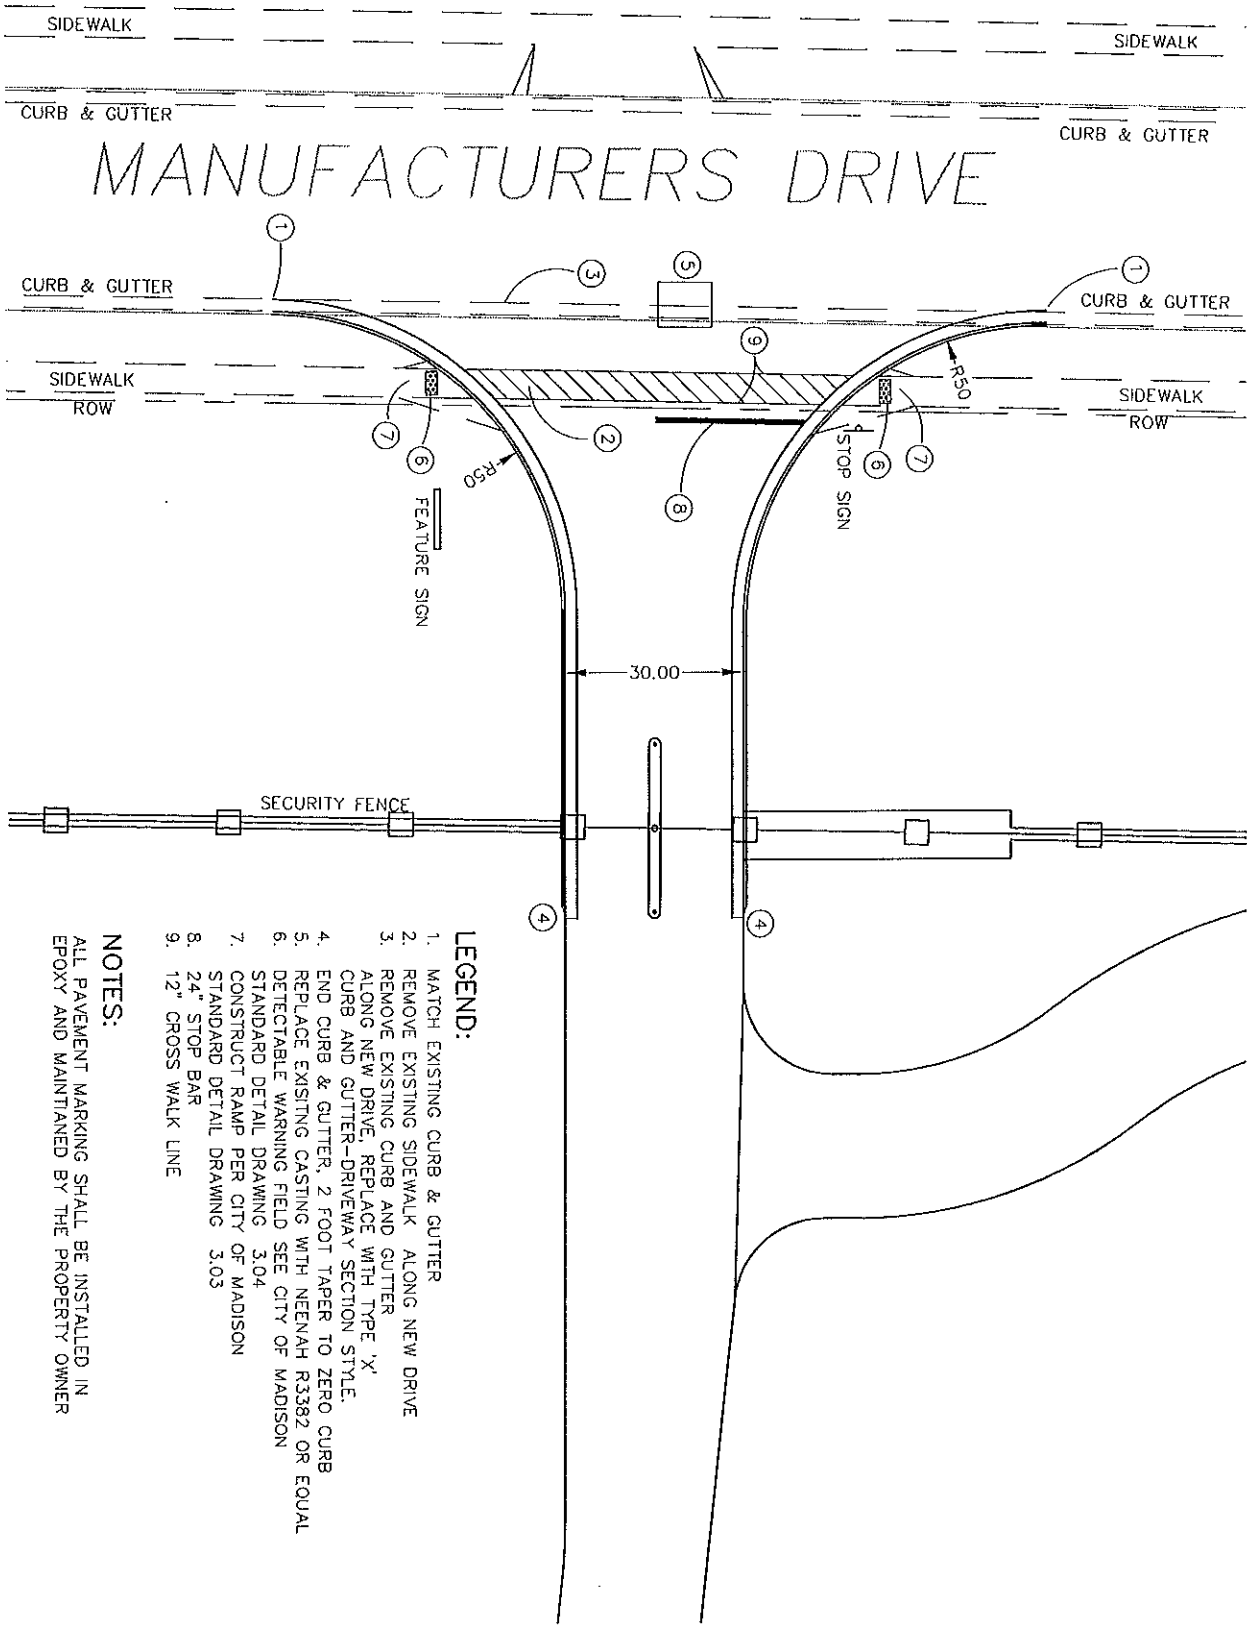 SIDEWALK
SIDEWALK
CURB & GUTTER
CURB & GUTTER
MANUFACTURERS DRIVE
1
3
5
1
CURB & GUTTER
CURB & GUTTER
9
R50
SIDEWALK
SIDEWALK
ROW
ROW
7
6
2
8
STOP SIGN
6
7
R50
FEATURE SIGN
30.00
SECURITY FENCE
4
4
LEGEND:
1. MATCH EXISTING CURB & GUTTER
2. REMOVE EXISTING SIDEWALK ALONG NEW DRIVE
3. REMOVE EXISTING CURB AND GUTTER
ALONG NEW DRIVE, REPLACE WITH TYPE 'X'
CURB AND GUTTER-DRIVEWAY SECTION STYLE.
4. END CURB & GUTTER, 2 FOOT TAPER TO ZERO CURB
5. REPLACE EXISITNG CASTING WITH NEENAH R3382 OR EQUAL
6. DETECTABLE WARNING FIELD SEE CITY OF MADISON
STANDARD DETAIL DRAWING 3.04
7. CONSTRUCT RAMP PER CITY OF MADISON
STANDARD DETAIL DRAWING 3.03
8. 24" STOP BAR
9. 12" CROSS WALK LINE
NOTES:
ALL PAVEMENT MARKING SHALL BE INSTALLED IN
EPOXY AND MAINTIANED BY THE PROPERTY OWNER